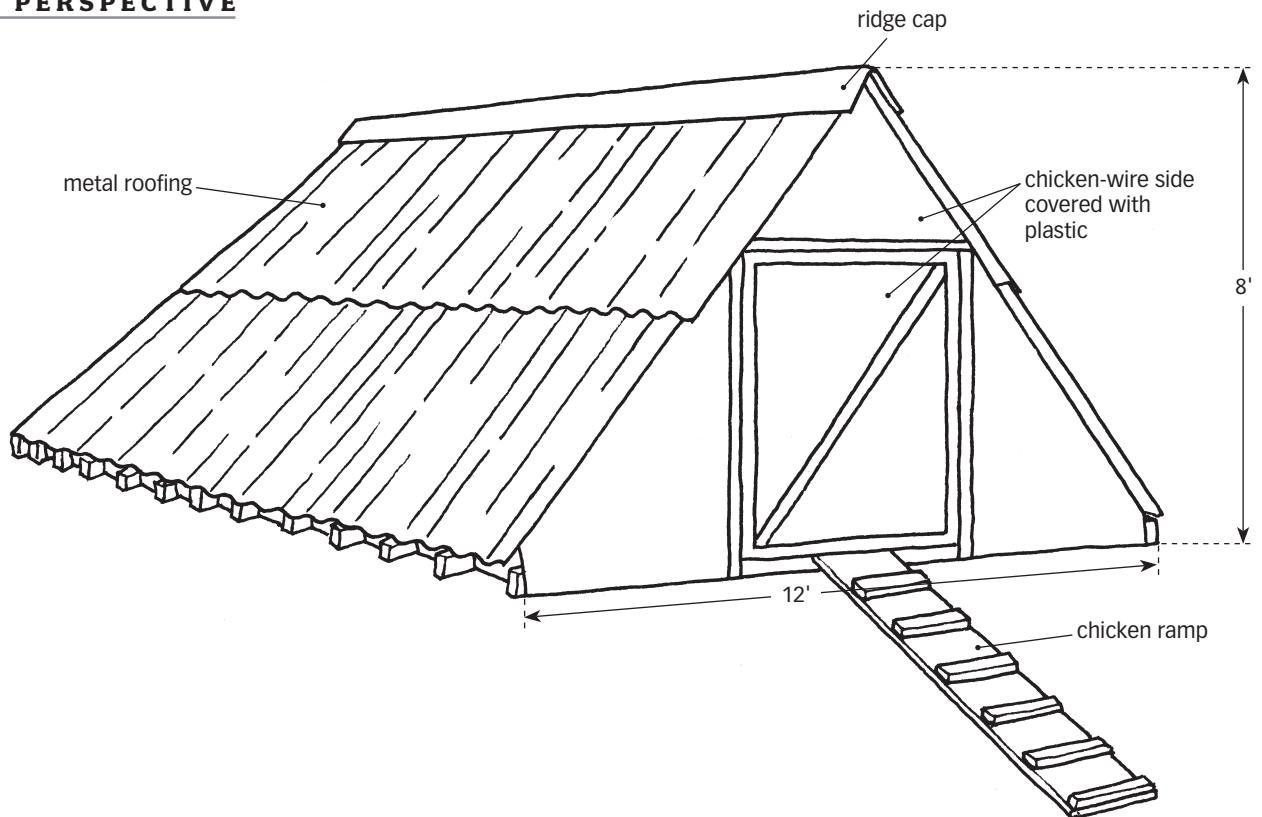 PERSPECTIVE
ridge cap
metal roofing
chicken-wire side
covered with
plastic
8'
12'
chicken ramp